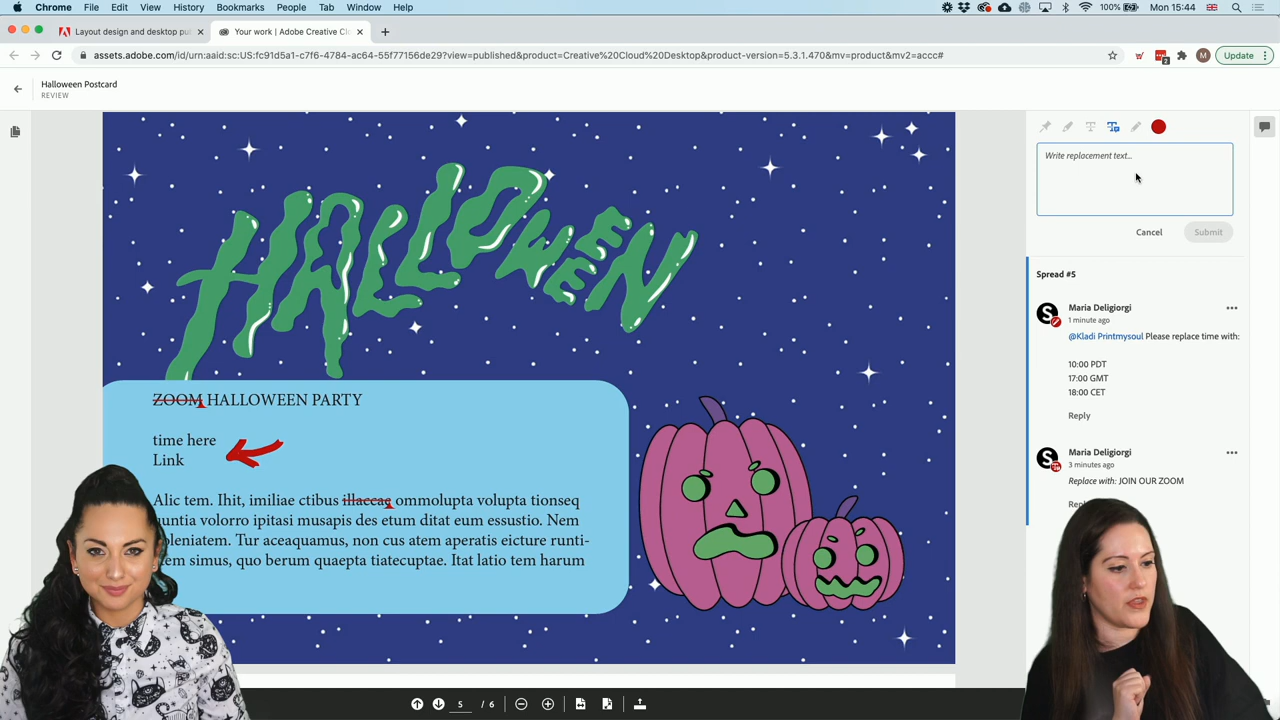 Chrome File Edit View History Bookmarks People Tab Window Help
100% Mon 15:44
Layout design and desktop pu
Your work | Adobe Creative Cl
assets.adobe.com/id/urn:aaid:sc:US:fc91d5a1-c7f6-4784-ac64-55f77156de29?view=published&product=Creative%20Cloud%20Desktop&product-version=5.3.1.470&mv=product&mv2=accc#
2
M
Update
Halloween Postcard
REVIEW
HALLOWEEN
ZOOM HALLOWEEN PARTY
time here
Link
Alic tem. Ihit, imiliae ctibus illaccaq ommolupta volupta tionseq
untia volorro ipitasi musapis des etum ditat eum essustio. Nem
oleniatem. Tur aceaquamus, non cus atem aperatis eicture runti-
em simus, quo berum quaepta tiatecuptae. Itat latio tem harum
Write replacement text...
Cancel
Submit
Spread #5
Maria Deligiorgi
1 minute ago
@Kladi Printmysoul Please replace time with:
10:00 PDT
17:00 GMT
18:00 CET
Reply
Maria Deligiorgi
3 minutes ago
Replace with: JOIN OUR ZOOM
5 / 6